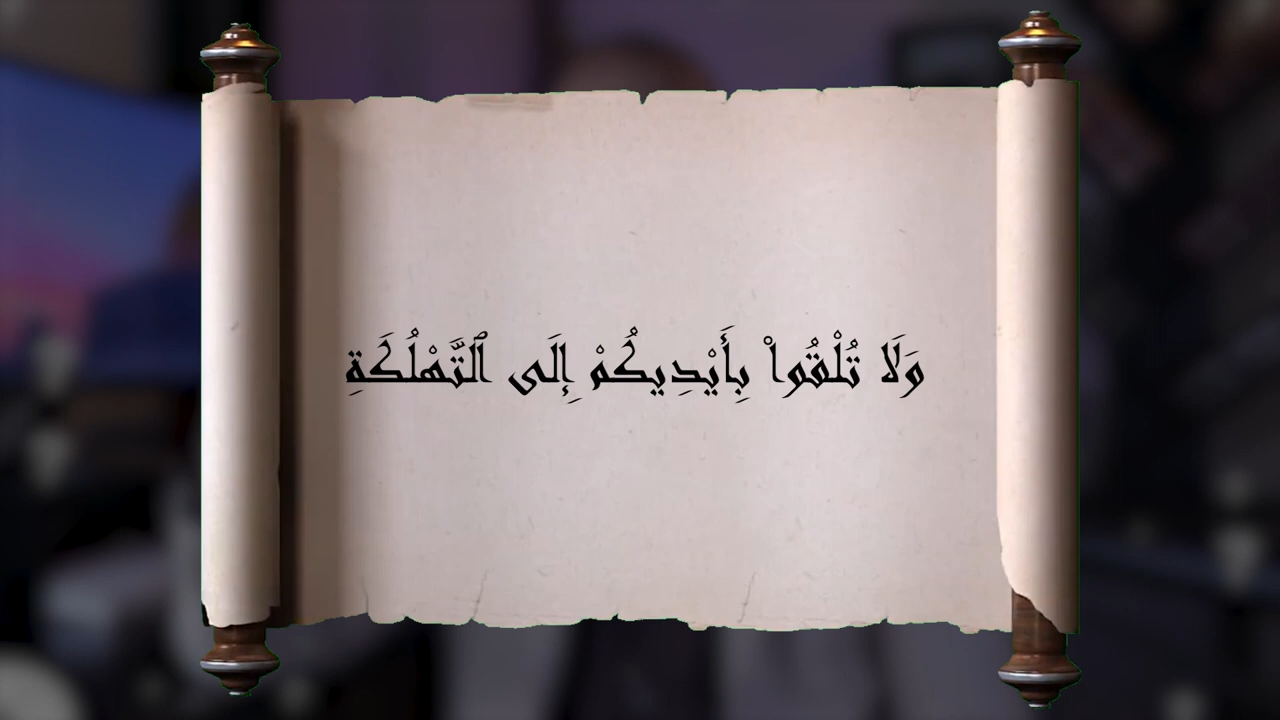 وَلَا تُلْقُوا۟ بِأَيْدِيكُمْ إِلَى ٱلتَّهْلُكَةِ